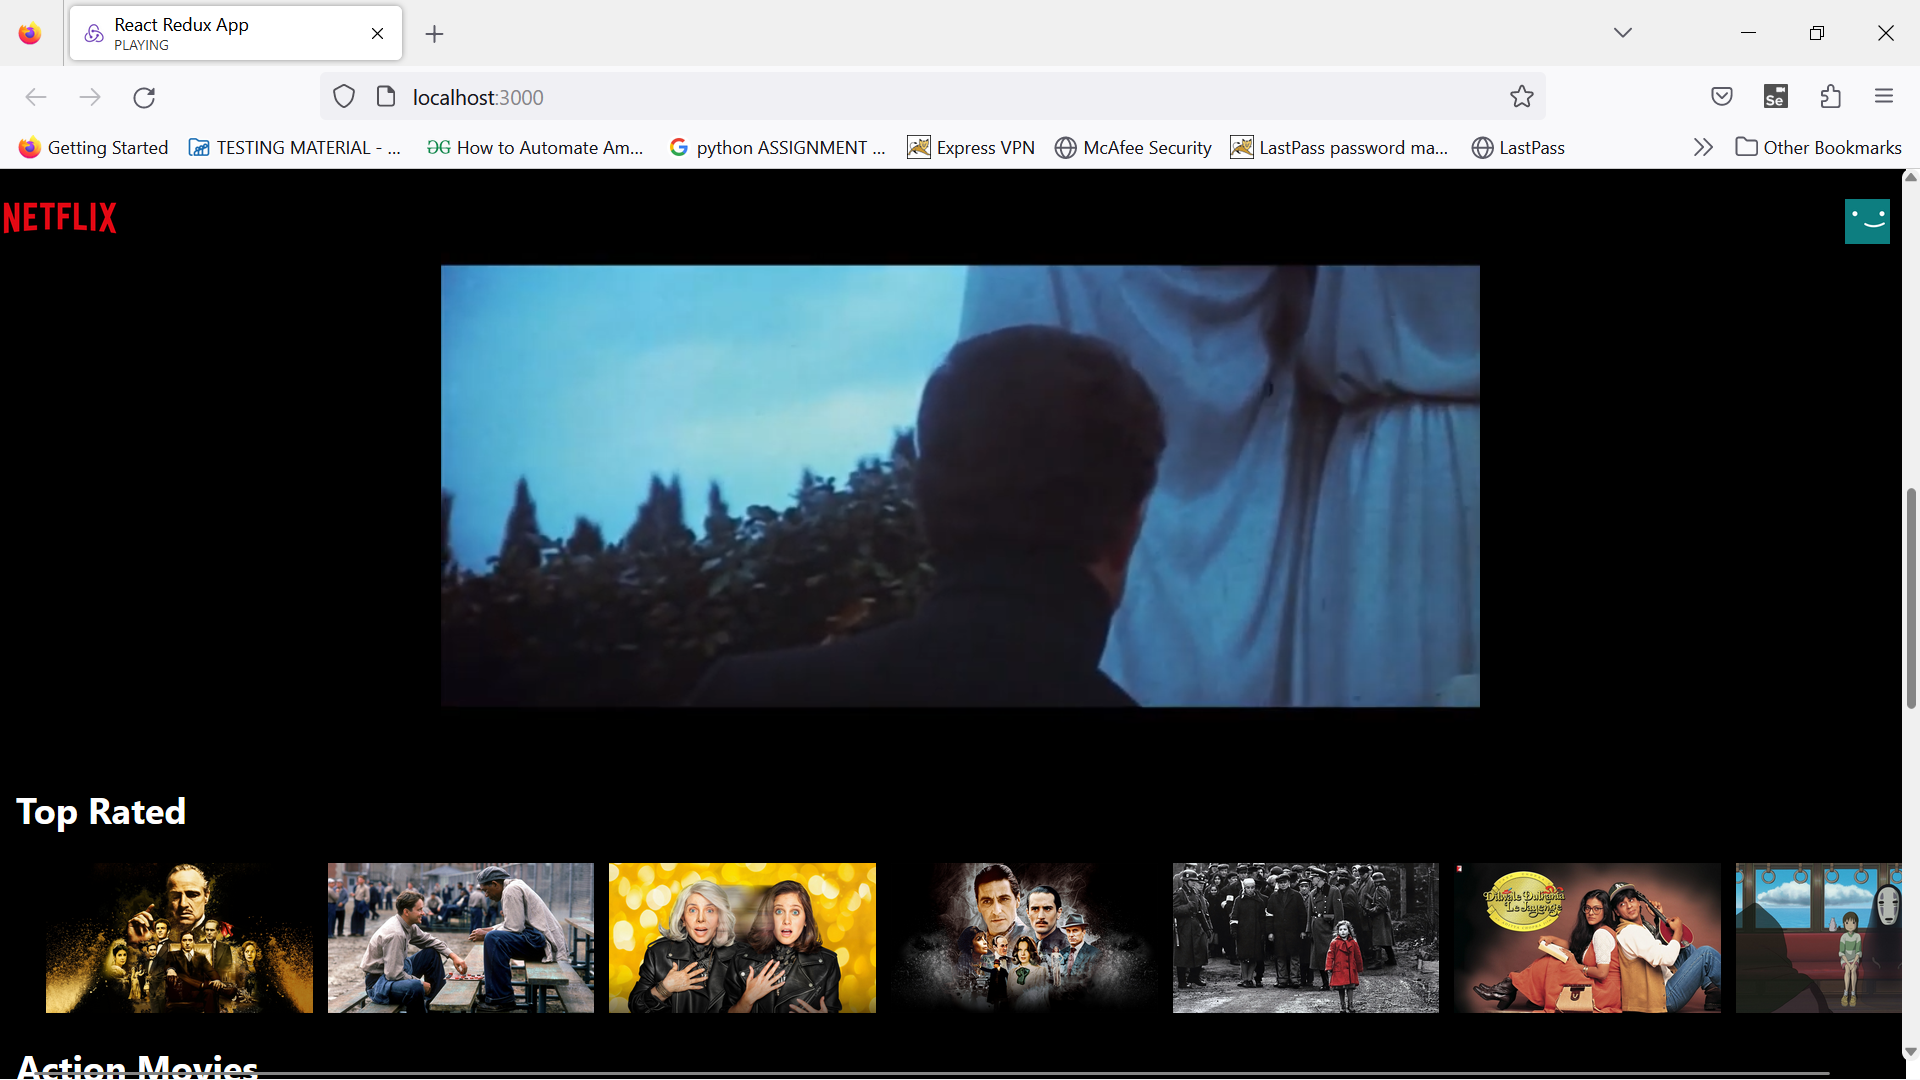 React Redux App
PLAYING
localhost:3000
Getting Started
TESTING MATERIAL - ...
How to Automate Am...
python ASSIGNMENT ...
Express VPN
McAfee Security
LastPass password ma...
LastPass
Other Bookmarks
Se
NETFLIX
Top Rated
Dilwale Dulhania
Le Jayenge
Action Movies